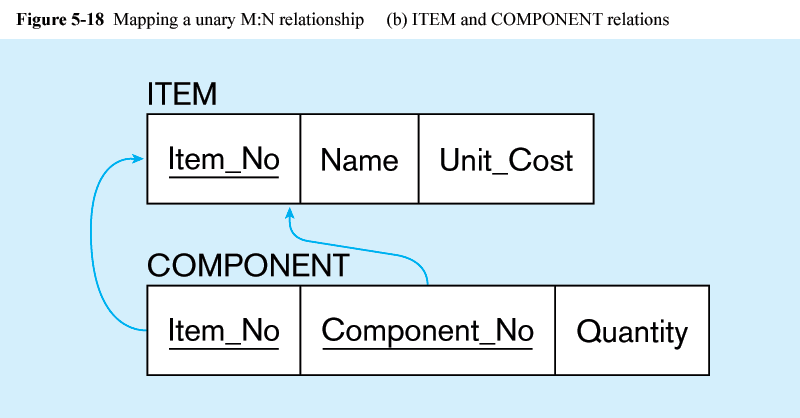 Figure 5-18 Mapping a unary M:N relationship (b) ITEM and COMPONENT relations
ITEM
Item_No Name Unit_Cost
COMPONENT
Item_No Component_No Quantity